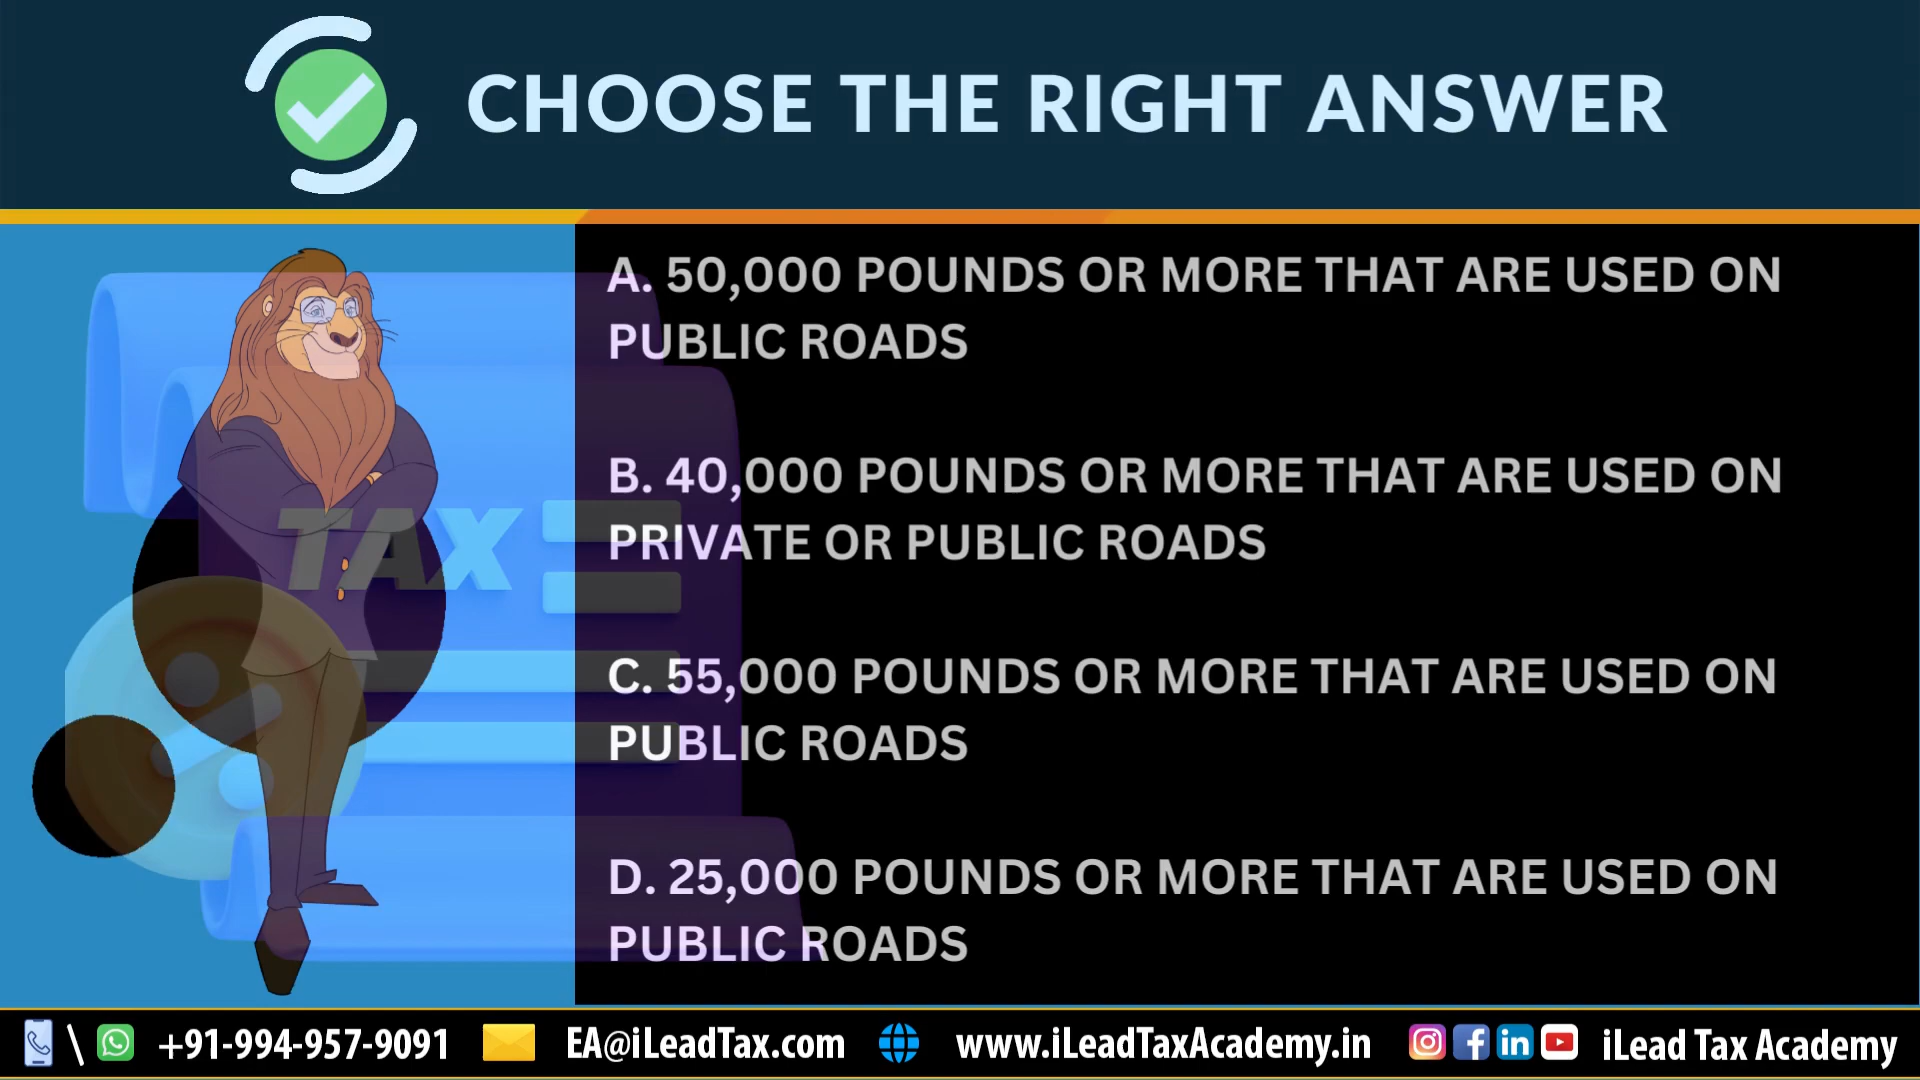 CHOOSE THE RIGHT ANSWER
A. 50,000 POUNDS OR MORE THAT ARE USED ON
PUBLIC ROADS
B. 40,000 POUNDS OR MORE THAT ARE USED ON
PRIVATE OR PUBLIC ROADS
C. 55,000 POUNDS OR MORE THAT ARE USED ON
PUBLIC ROADS
D. 25,000 POUNDS OR MORE THAT ARE USED ON
PUBLIC ROADS
TAX
\ +91-994-957-9091 EA@iLeadTax.com www.iLeadTaxAcademy.in iLead Tax Academy